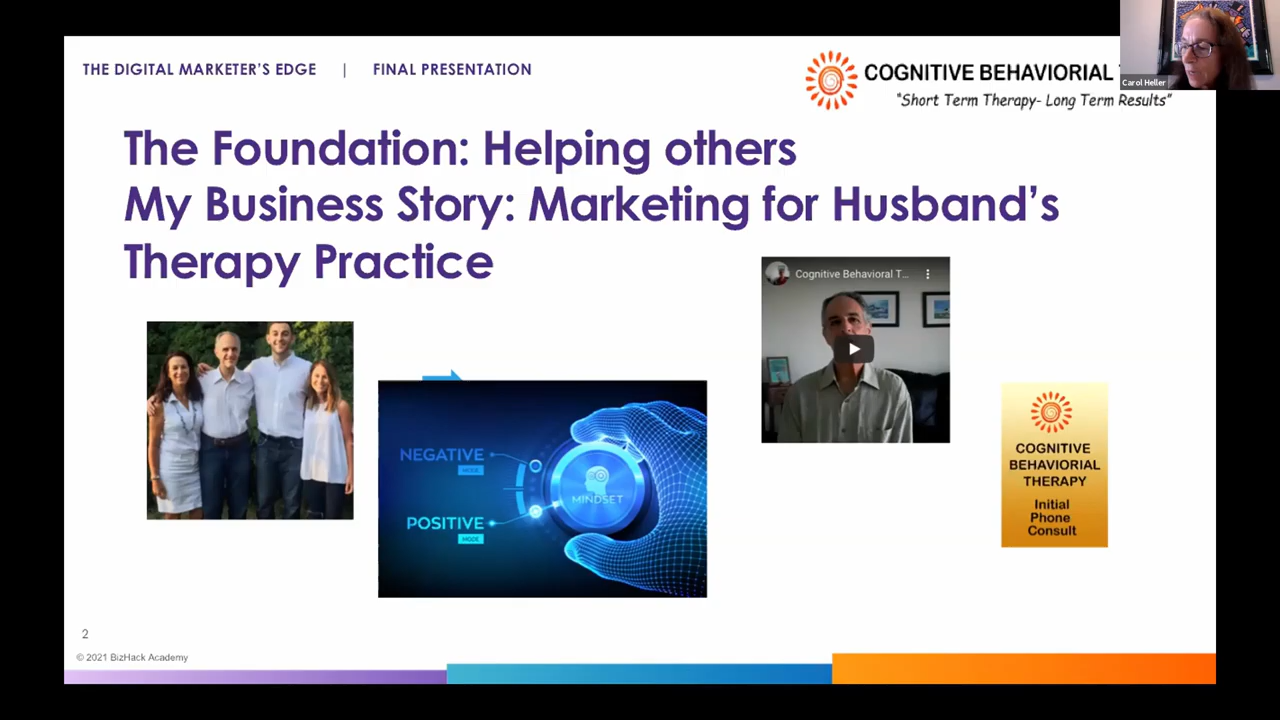 THE DIGITAL MARKETER'S EDGE | FINAL PRESENTATION
COGNITIVE BEHAVIORAL
"Short Term Therapy- Long Term Results"
Carol Heller
The Foundation: Helping others
My Business Story: Marketing for Husband's
Therapy Practice
Cognitive Behavioral T...
NEGATIVE
MODE
MINDSET
POSITIVE
MODE
COGNITIVE
BEHAVIORAL
THERAPY
Initial
Phone
Consult
2
© 2021 BizHack Academy